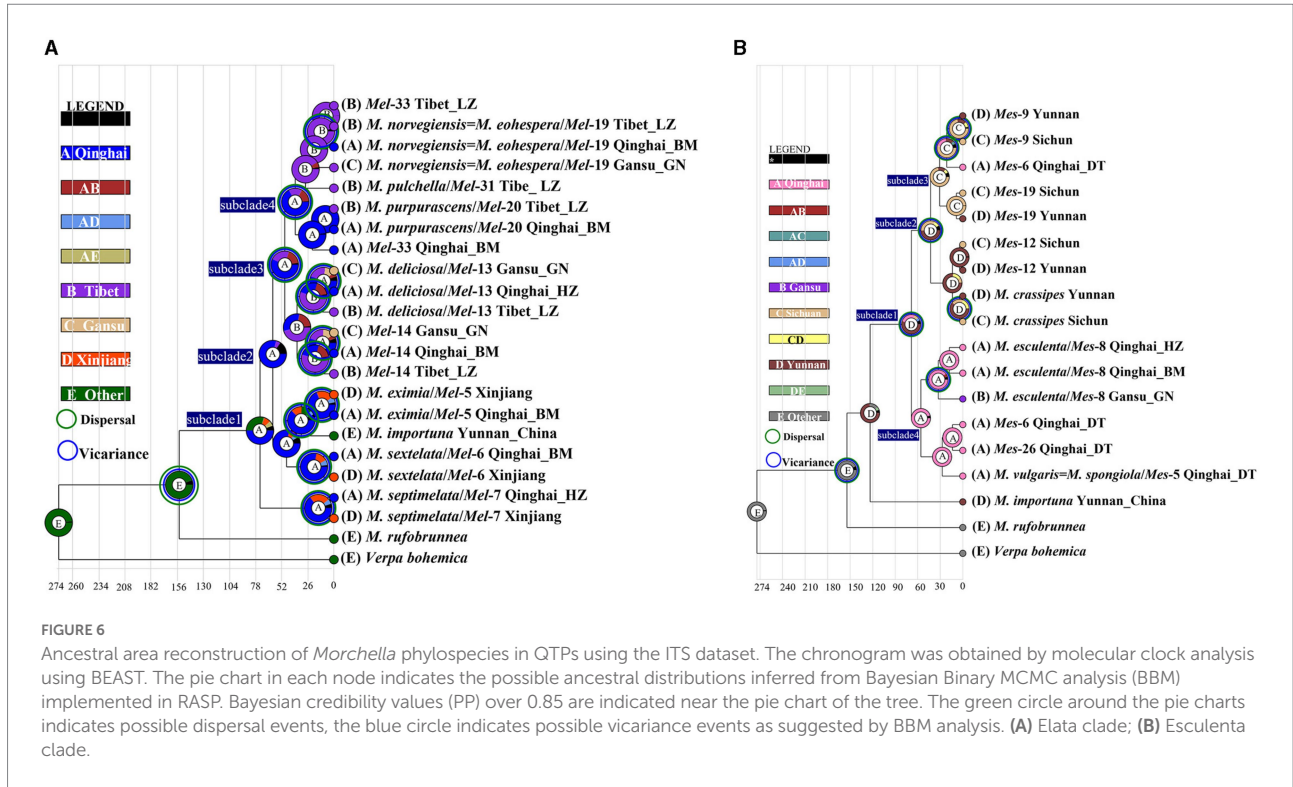 A
LEGEND
A Qinghai
AB
AD
AE
B Tibet
C Gansu
D Xinjiang
E Other
Dispersal
Vicariance
subclade4
subclade3
subclade2
subclade1
(B) Mel-33 Tibet_LZ
(B) M. norvegiensis=M. eohespera/Mel-19 Tibet_LZ
(A) M. norvegiensis=M. eohespera/Mel-19 Qinghai_BM
(C) M. norvegiensis=M. eohespera/Mel-19 Gansu_GN
(B) M. pulchella/Mel-31 Tibe_LZ
(B) M. purpurascens/Mel-20 Tibet_LZ
(A) M. purpurascens/Mel-20 Qinghai_BM
(A) Mel-33 Qinghai_BM
(C) M. deliciosa/Mel-13 Gansu_GN
(A) M. deliciosa/Mel-13 Qinghai_HZ
(B) M. deliciosa/Mel-13 Tibet_LZ
(C) Mel-14 Gansu_GN
(A) Mel-14 Qinghai_BM
(B) Mel-14 Tibet_LZ
(D) M. eximia/Mel-5 Xinjiang
(A) M. eximia/Mel-5 Qinghai_BM
(E) M. importuna Yunnan_China
(A) M. sextelata/Mel-6 Qinghai_BM
(D) M. sextelata/Mel-6 Xinjiang
(A) M. septimelata/Mel-7 Qinghai_HZ
(D) M. septimelata/Mel-7 Xinjiang
(E) M. rufobrunnea
(E) Verpa bohemica
274 260 234 208 182 156 130 104 78 52 26 0
B
LEGEND
*
A Qinghai
AB
AC
AD
B Gansu
C Sichuan
CD
D Yunnan
DE
E Oteher
Dispersal
Vicariance
subclade3
subclade2
subclade1
subclade4
(D) Mes-9 Yunnan
(C) Mes-9 Sichun
(A) Mes-6 Qinghai_DT
(C) Mes-19 Sichun
(D) Mes-19 Yunnan
(C) Mes-12 Sichun
(D) Mes-12 Yunnan
(D) M. crassipes Yunnan
(C) M. crassipes Sichun
(A) M. esculenta/Mes-8 Qinghai_HZ
(A) M. esculenta/Mes-8 Qinghai_BM
(B) M. esculenta/Mes-8 Gansu_GN
(A) Mes-6 Qinghai_DT
(A) Mes-26 Qinghai_DT
(A) M. vulgaris=M. spongiola/Mes-5 Qinghai_DT
(D) M. importuna Yunnan_China
(E) M. rufobrunnea
(E) Verpa bohemica
274 240 210 180 150 120 90 60 30 0
FIGURE 6
Ancestral area reconstruction of Morchella phylospecies in QTPs using the ITS dataset. The chronogram was obtained by molecular clock analysis
using BEAST. The pie chart in each node indicates the possible ancestral distributions inferred from Bayesian Binary MCMC analysis (BBM)
implemented in RASP. Bayesian credibility values (PP) over 0.85 are indicated near the pie chart of the tree. The green circle around the pie charts
indicates possible dispersal events, the blue circle indicates possible vicariance events as suggested by BBM analysis. (A) Elata clade; (B) Esculenta
clade.